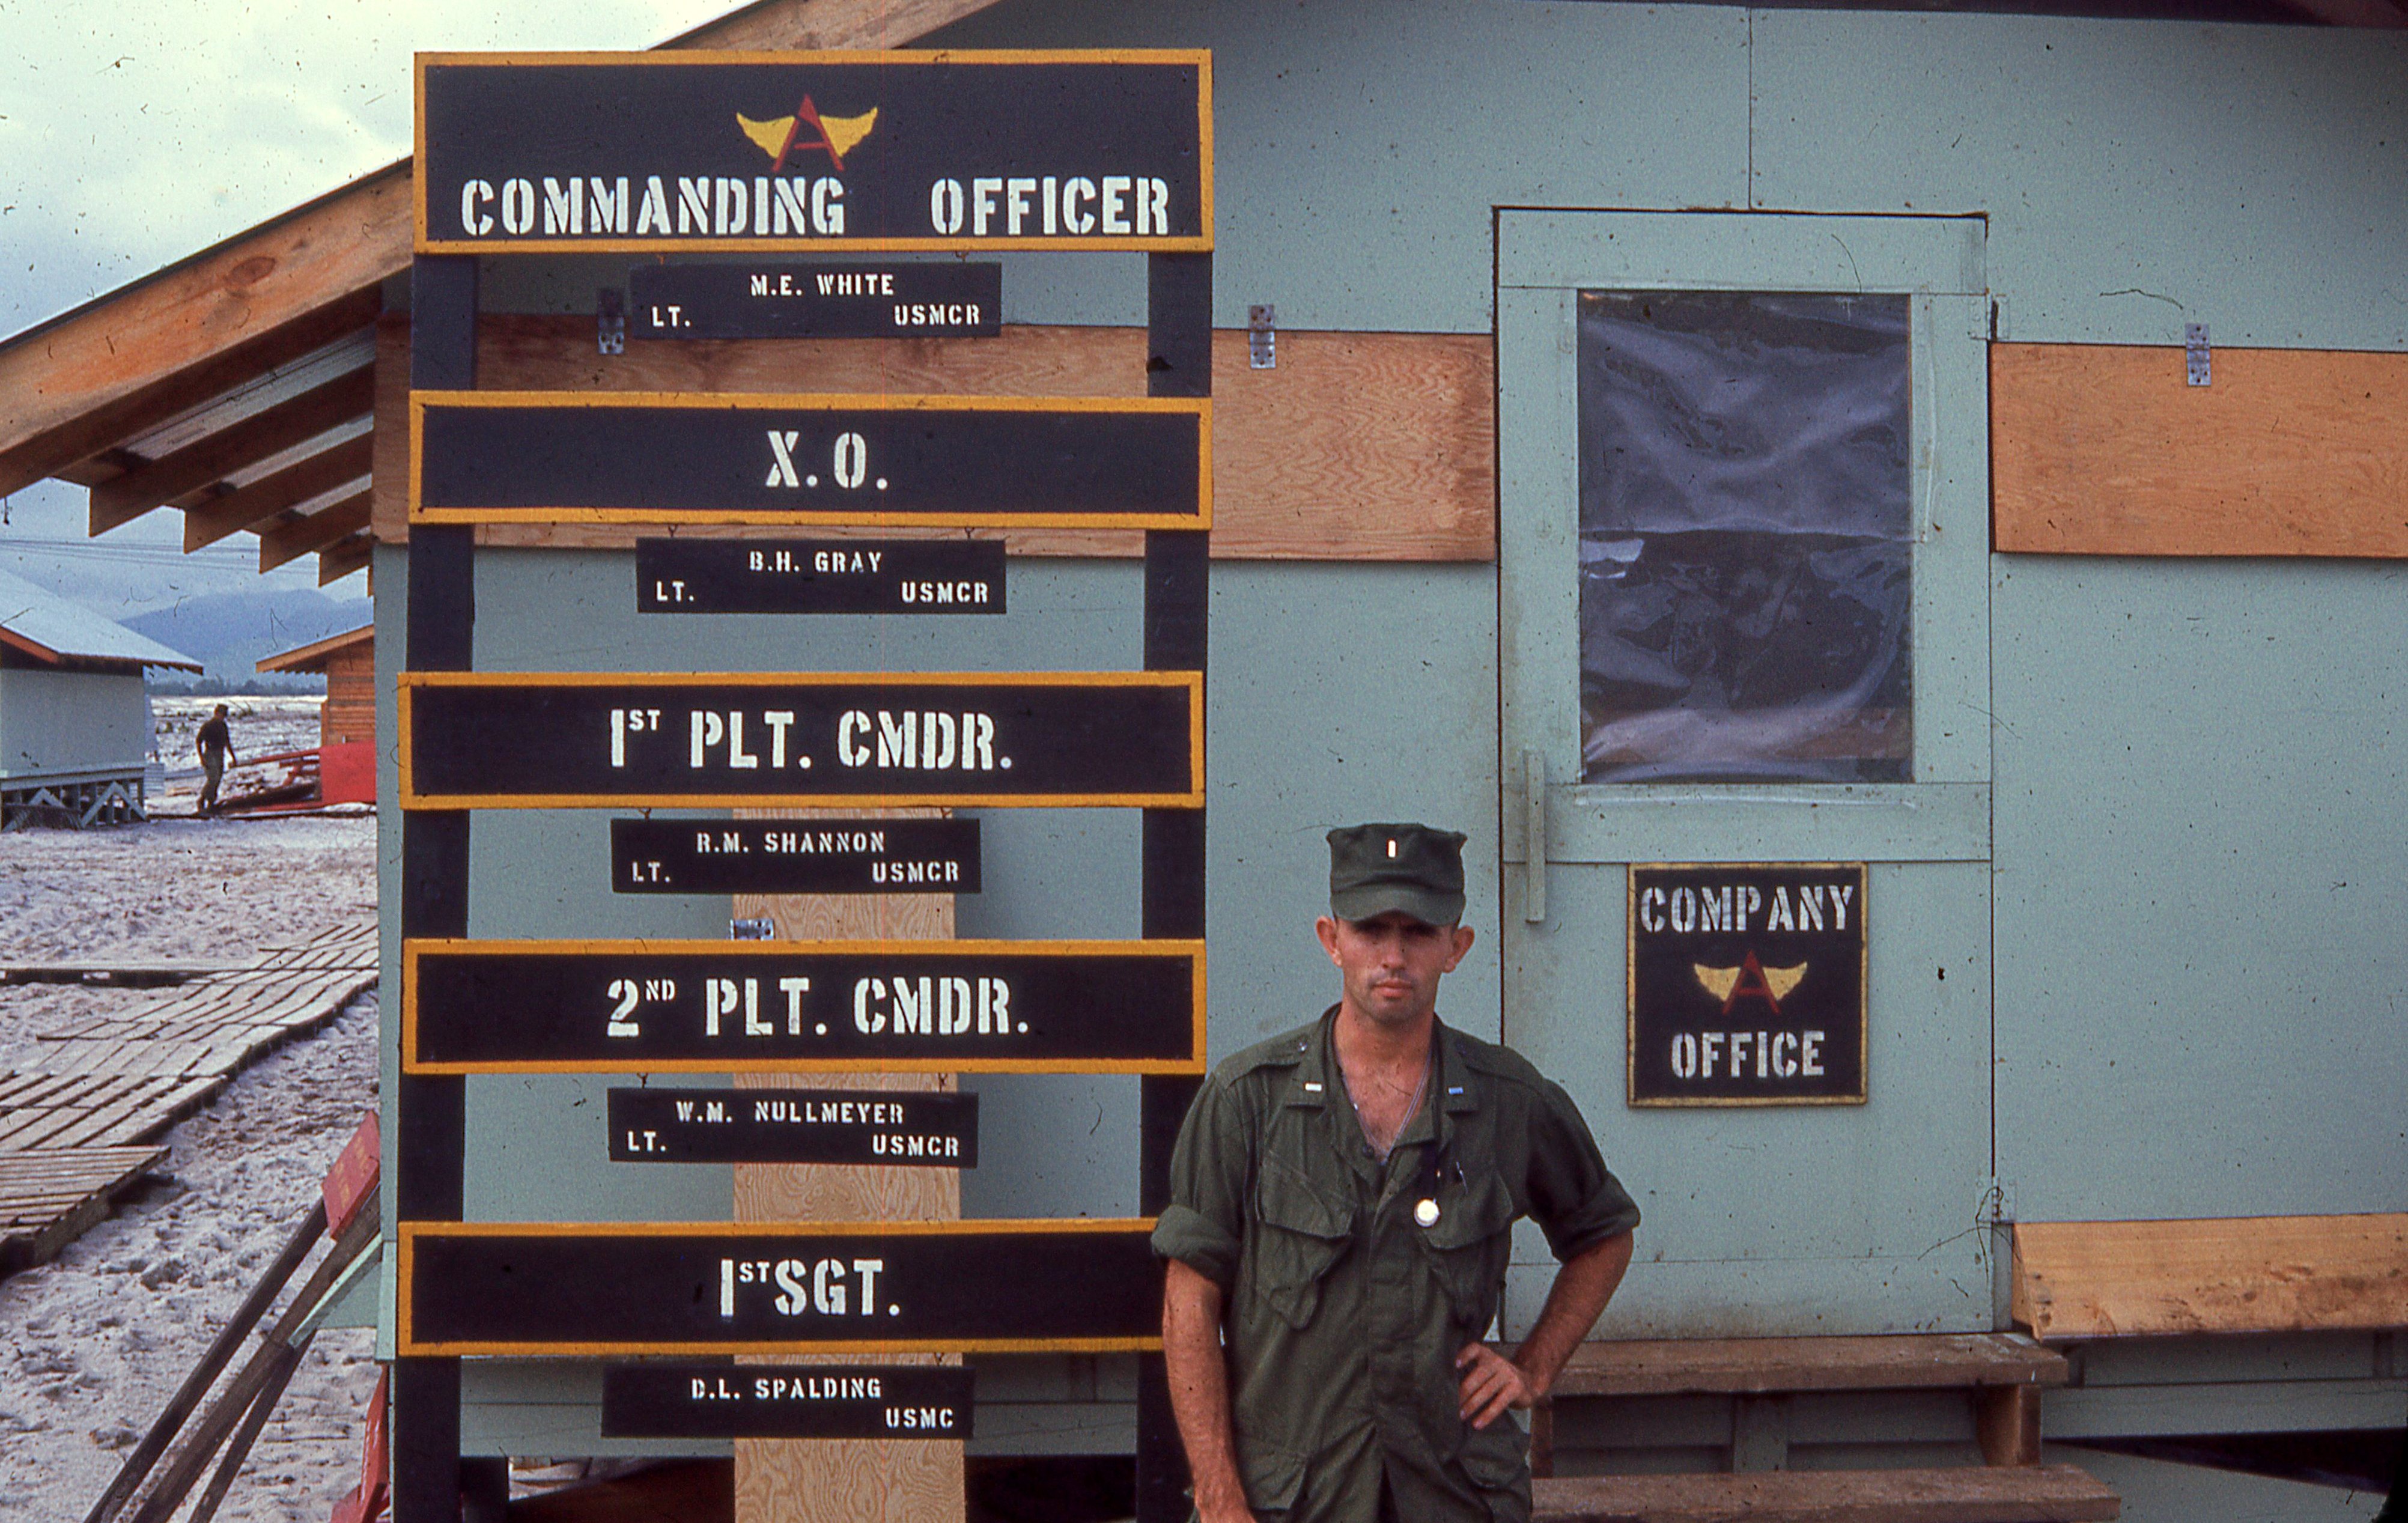 A
COMMANDING OFFICER
M.E. WHITE
LT. USMCR
X.O.
B.H. GRAY
LT. USMCR
1ST PLT. CMDR.
R.M. SHANNON
LT. USMCR
2ND PLT. CMDR.
W.M. NULLMEYER
LT. USMCR
1ST SGT.
D.L. SPALDING
USMC
COMPANY
A
OFFICE